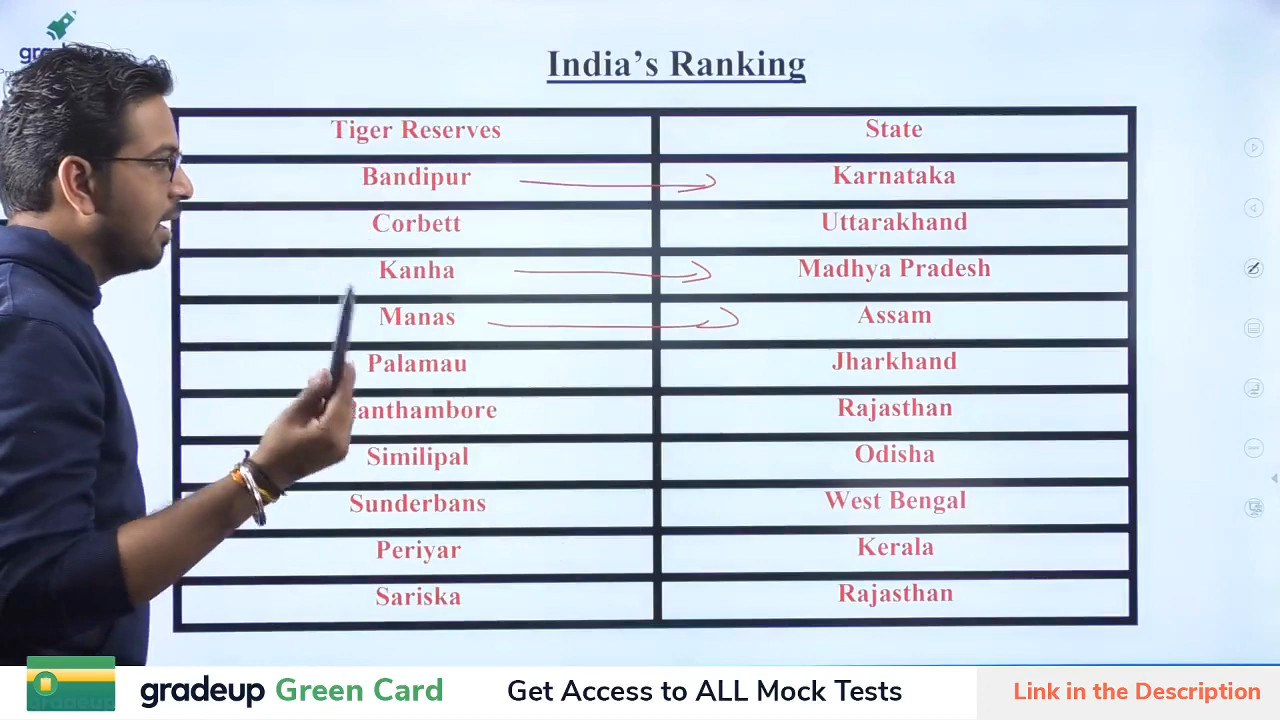 India's Ranking
Tiger Reserves State
Bandipur Karnataka
Corbett Uttarakhand
Kanha Madhya Pradesh
Manas Assam
Palamau Jharkhand
Rajasthan
Similipal Odisha
Sunderbans West Bengal
Periyar Kerala
Sariska Rajasthan
gradeup Green Card Get Access to ALL Mock Tests Link in the Description